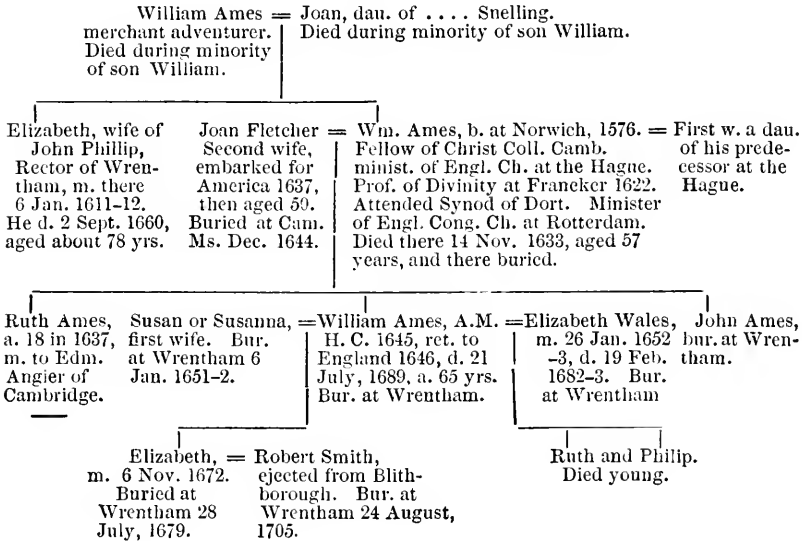 William Ames = Joan, dau. of .... Snelling.
merchant adventurer. Died during minority of son William.
Died during minority
of son William.
Elizabeth, wife of
John Phillip,
Rector of Wren-
tham, m. there
6 Jan. 1611-12.
He d. 2 Sept. 1660,
aged about 78 yrs.
Joan Fletcher =
Second wife,
embarked for
America 1637,
then aged 50.
Buried at Cam.
Ms. Dec. 1644.
Wm. Ames, b. at Norwich, 1576. =
Fellow of Christ Coll. Camb.
minist. of Engl. Ch. at the Hague.
Prof. of Divinity at Franeker 1622.
Attended Synod of Dort. Minister
of Engl. Cong. Ch. at Rotterdam.
Died there 14 Nov. 1633, aged 57
years, and there buried.
First w. a dau.
of his prede-
cessor at the
Hague.
Ruth Ames,
a. 18 in 1637,
m. to Edm.
Angier of
Cambridge.
Susan or Susanna, =
first wife. Bur.
at Wrentham 6
Jan. 1651-2.
William Ames, A.M. =
H. C. 1645, ret. to
England 1646, d. 21
July, 1689, a. 65 yrs.
Bur. at Wrentham.
Elizabeth Wales,
m. 26 Jan. 1652
-3, d. 19 Feb.
1682-3. Bur.
at Wrentham
John Ames,
bur. at Wren-
tham.
Elizabeth, =
m. 6 Nov. 1672.
Buried at
Wrentham 28
July, 1679.
Robert Smith,
ejected from Blith-
borough. Bur. at
Wrentham 24 August,
1705.
Ruth and Philip.
Died young.